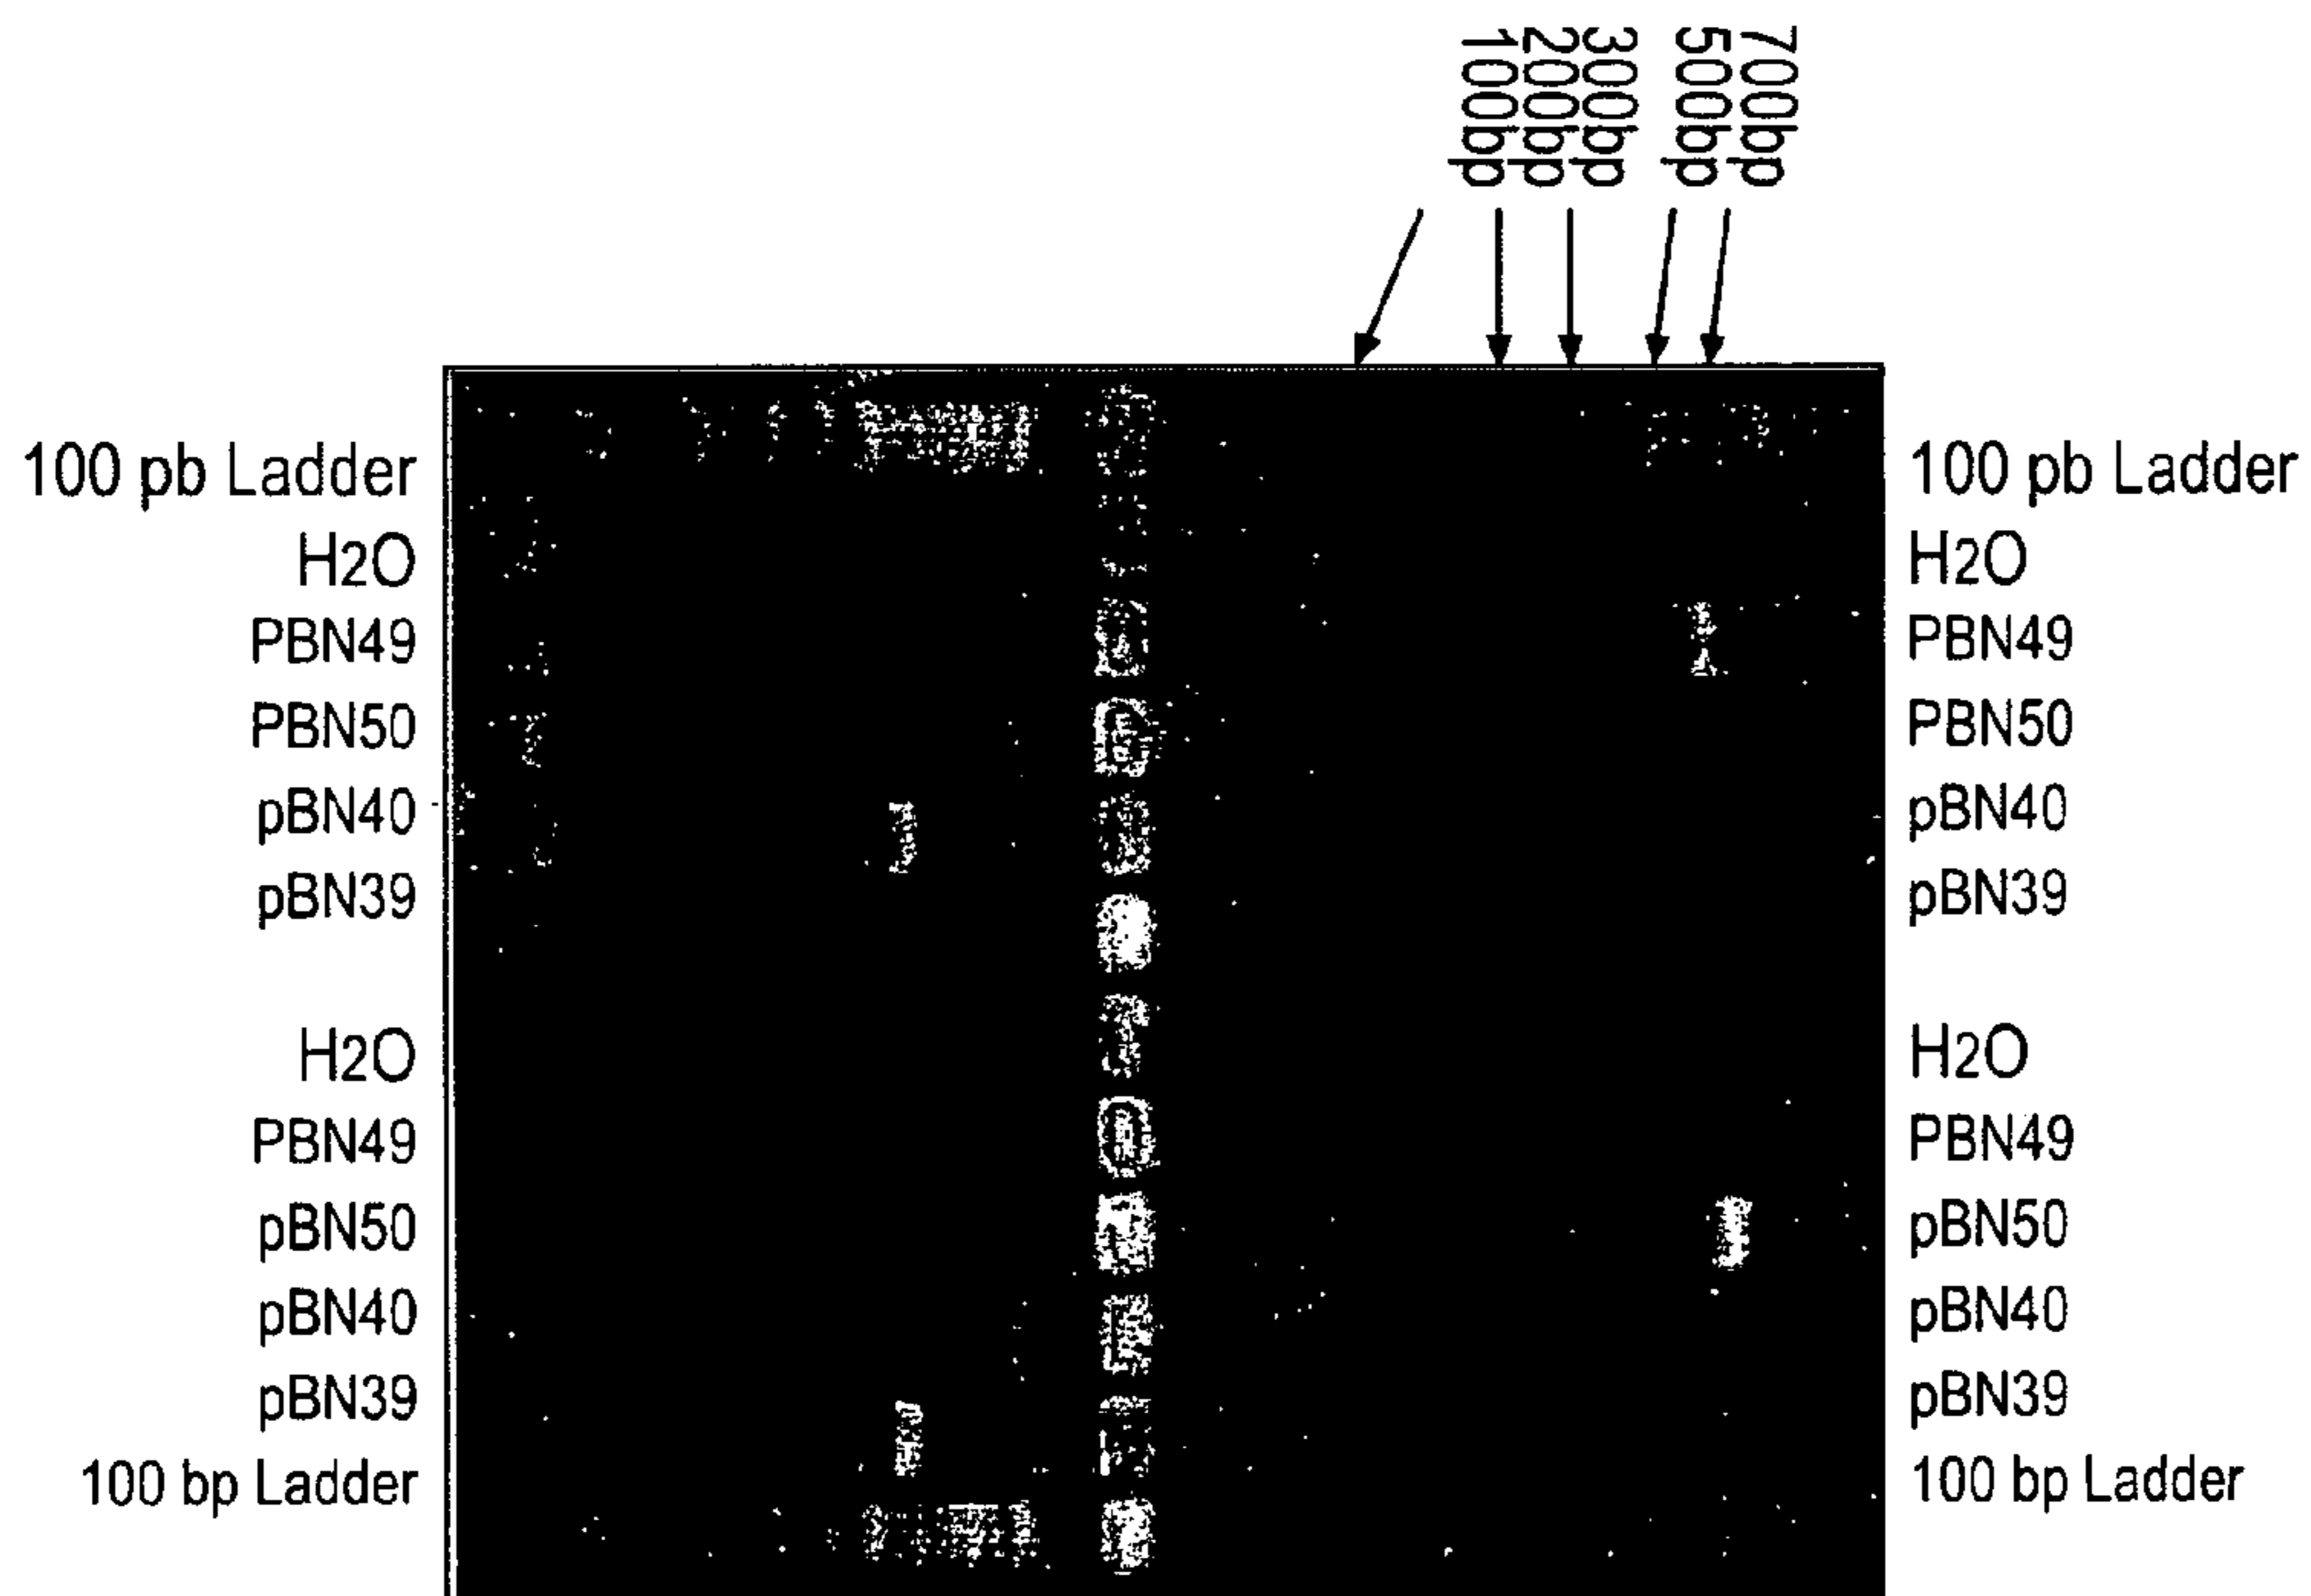 700bp
500bp
300bp
200bp
100bp
100 pb Ladder
H2O
PBN49
PBN50
pBN40
pBN39
H2O
PBN49
pBN50
pBN40
pBN39
100 bp Ladder
100 pb Ladder
H2O
PBN49
PBN50
pBN40
pBN39
H2O
PBN49
pBN50
pBN40
pBN39
100 bp Ladder